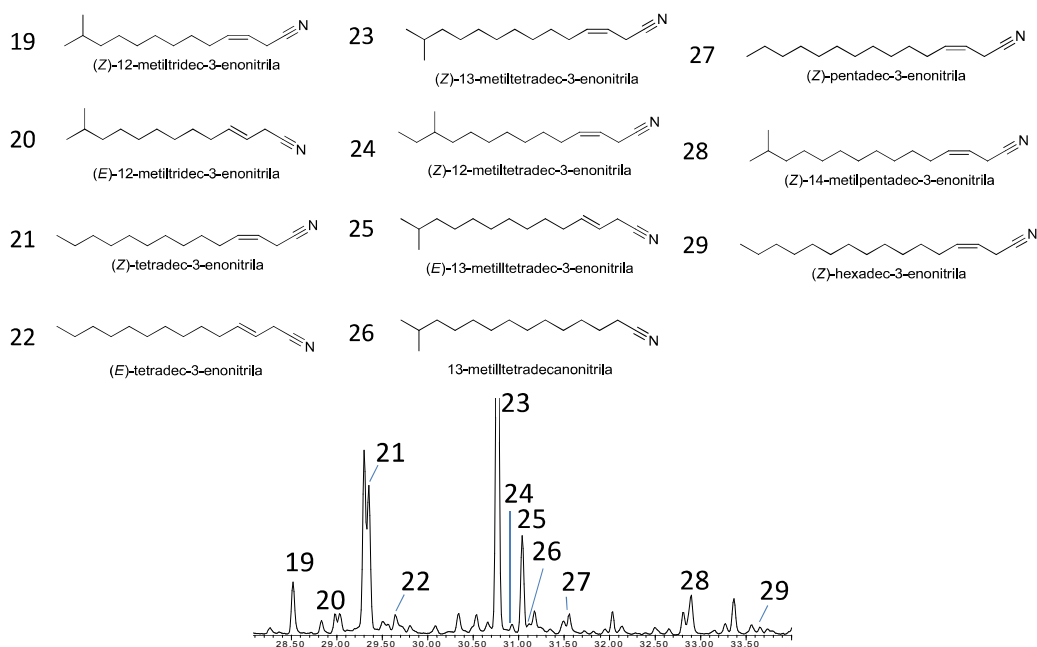 19
N
(Z)-12-metiltridec-3-enonitrila
23
N
(Z)-13-metiltetradec-3-enonitrila
27
N
(Z)-pentadec-3-enonitrila
20
N
(E)-12-metiltridec-3-enonitrila
24
N
(Z)-12-metiltetradec-3-enonitrila
28
N
(Z)-14-metilpentadec-3-enonitrila
21
N
(Z)-tetradec-3-enonitrila
25
N
(E)-13-metilltetradec-3-enonitrila
29
N
(Z)-hexadec-3-enonitrila
22
N
(E)-tetradec-3-enonitrila
26
N
13-metilltetradecanonitrila
23
21
24
25
26
19
20
22
27
28
29
28.50 29.00 29.50 30.00 30.50 31.00 31.50 32.00 32.50 33.00 33.50